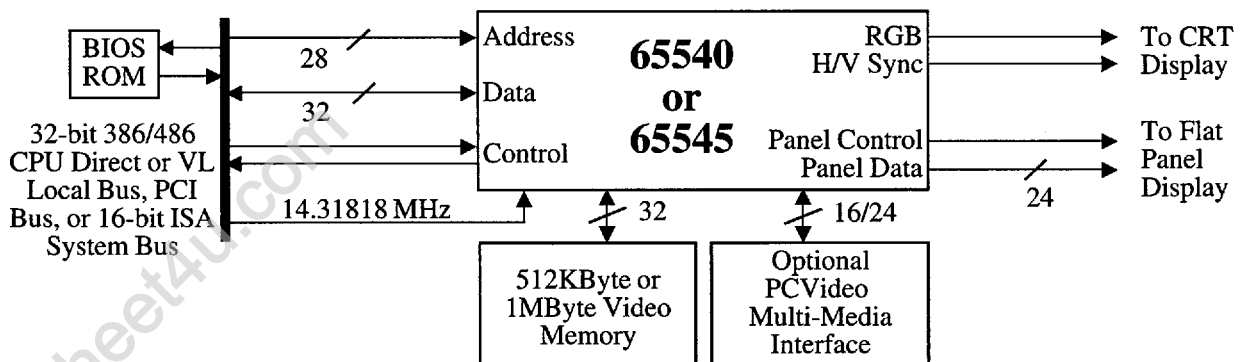 BIOS
ROM
28
32
32-bit 386/486
CPU Direct or VL
Local Bus, PCI
Bus, or 16-bit ISA
System Bus
14.31818 MHz
Address
Data
Control
65540
or
65545
RGB
H/V Sync
Panel Control
Panel Data
To CRT
Display
To Flat
Panel
Display
24
32
16/24
512KByte or
1MByte Video
Memory
Optional
PCVideo
Multi-Media
Interface
heet4u.com